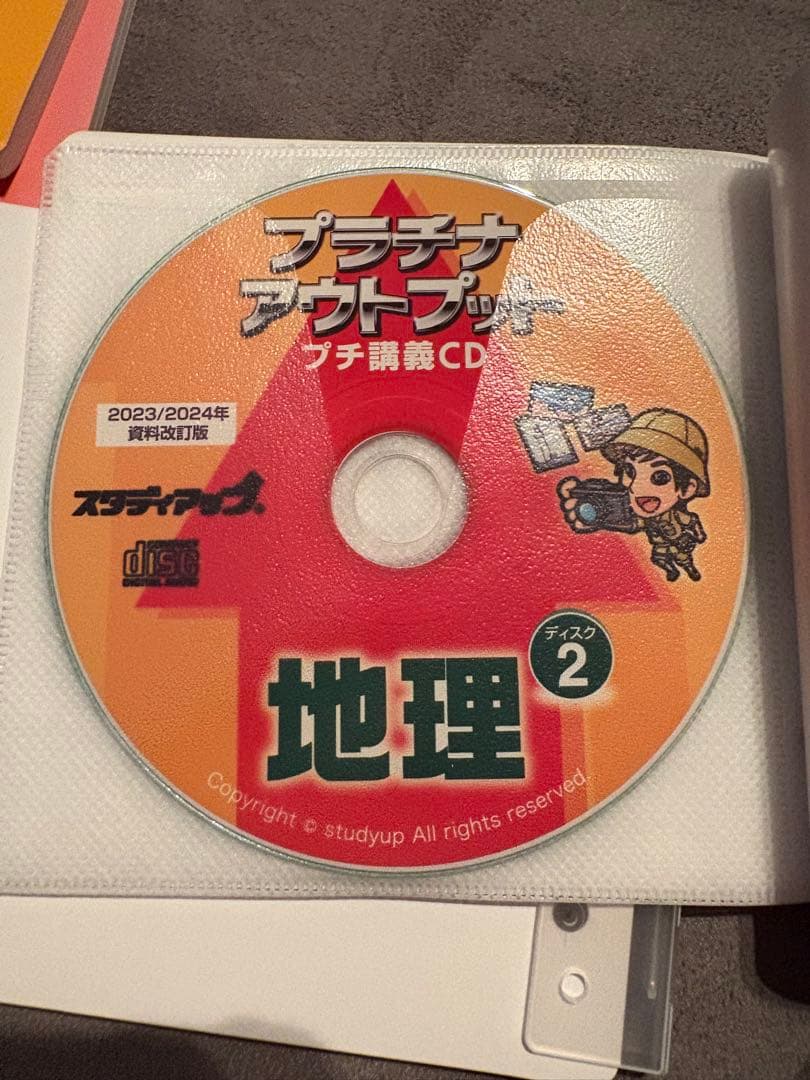 プラチナ
アウトプット
プチ講義CD
2023/2024年
資料改訂版
スタディアップ
disc
DIGITAL AUDIO
ディスク
2
地理
Copyright © studyup All rights reserved.